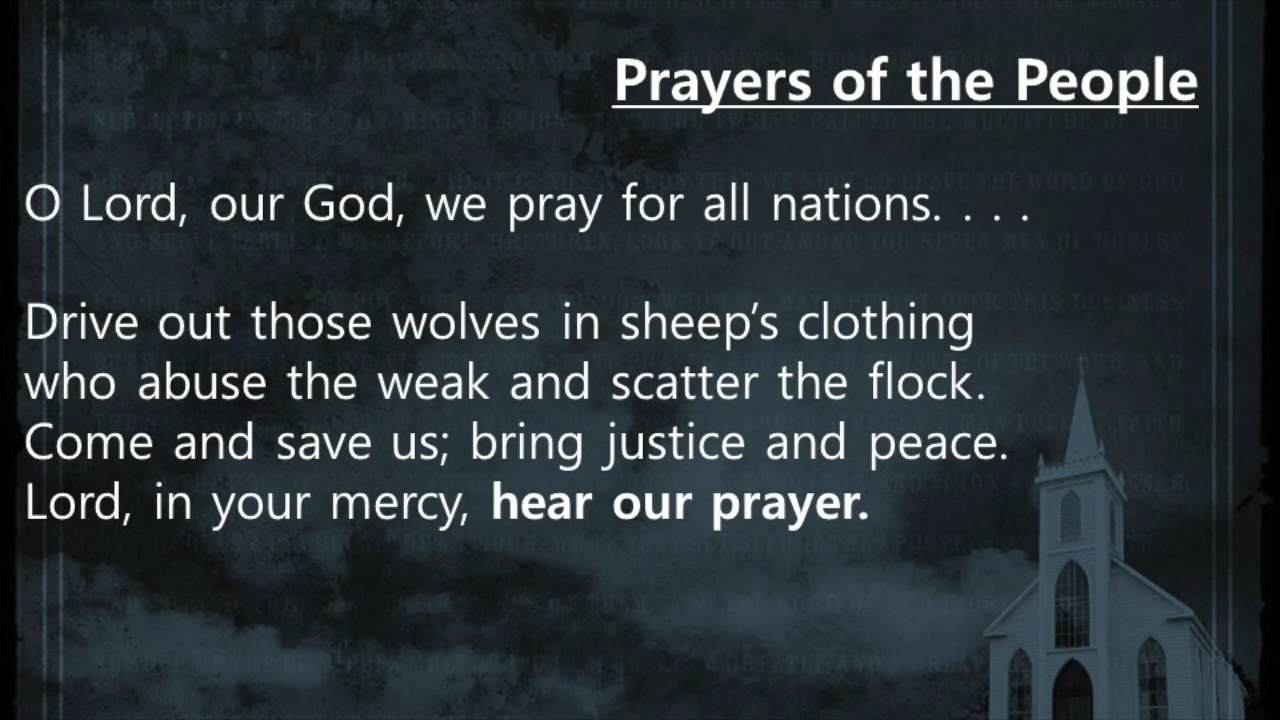 Prayers of the People
O Lord, our God, we pray for all nations. . . .
Drive out those wolves in sheep’s clothing
who abuse the weak and scatter the flock.
Come and save us; bring justice and peace.
Lord, in your mercy, hear our prayer.